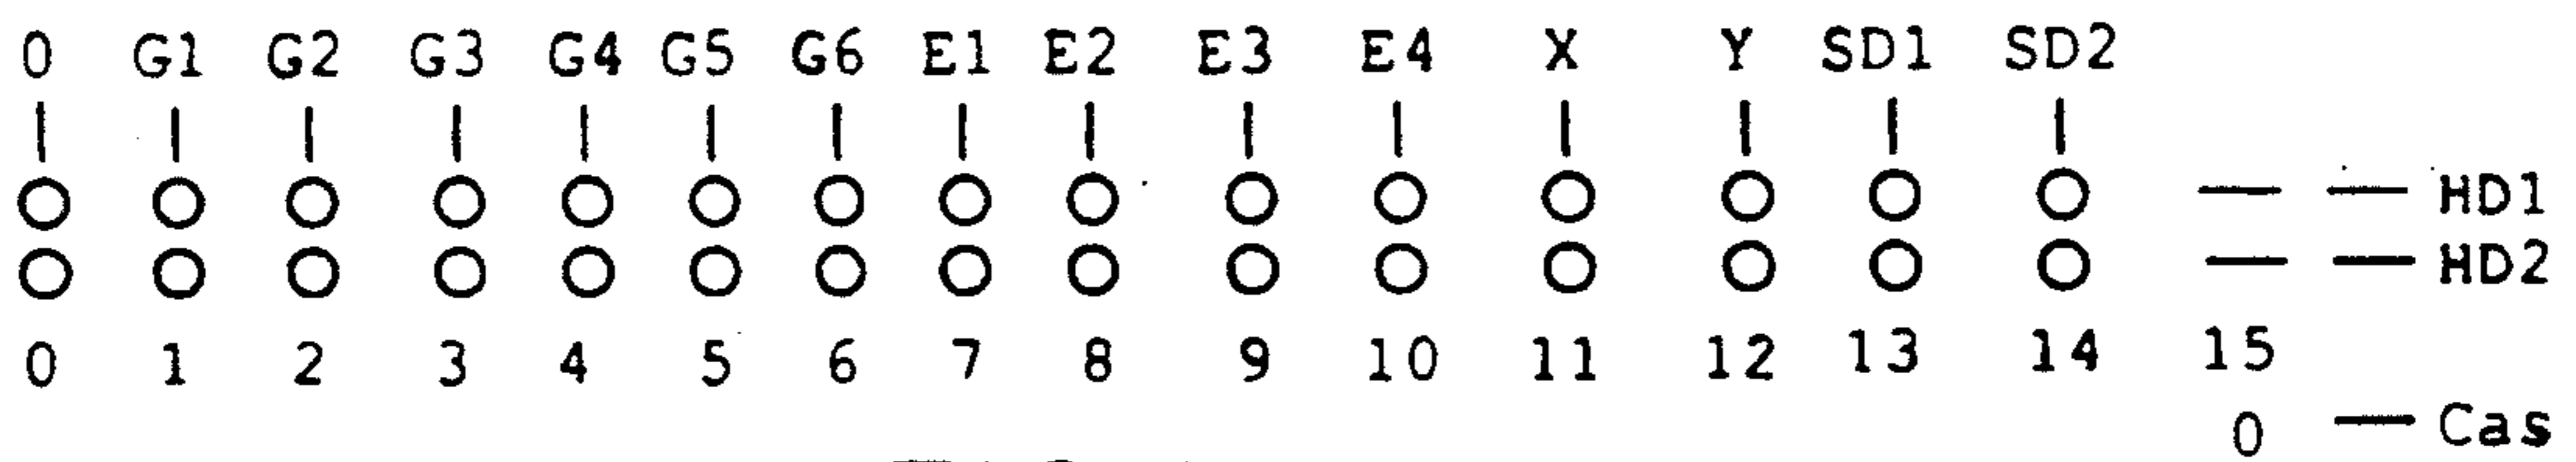 0 G1 G2 G3 G4 G5 G6 E1 E2 E3 E4 X Y SD1 SD2
HD1
HD2
0 1 2 3 4 5 6 7 8 9 10 11 12 13 14 15
0 — Cas